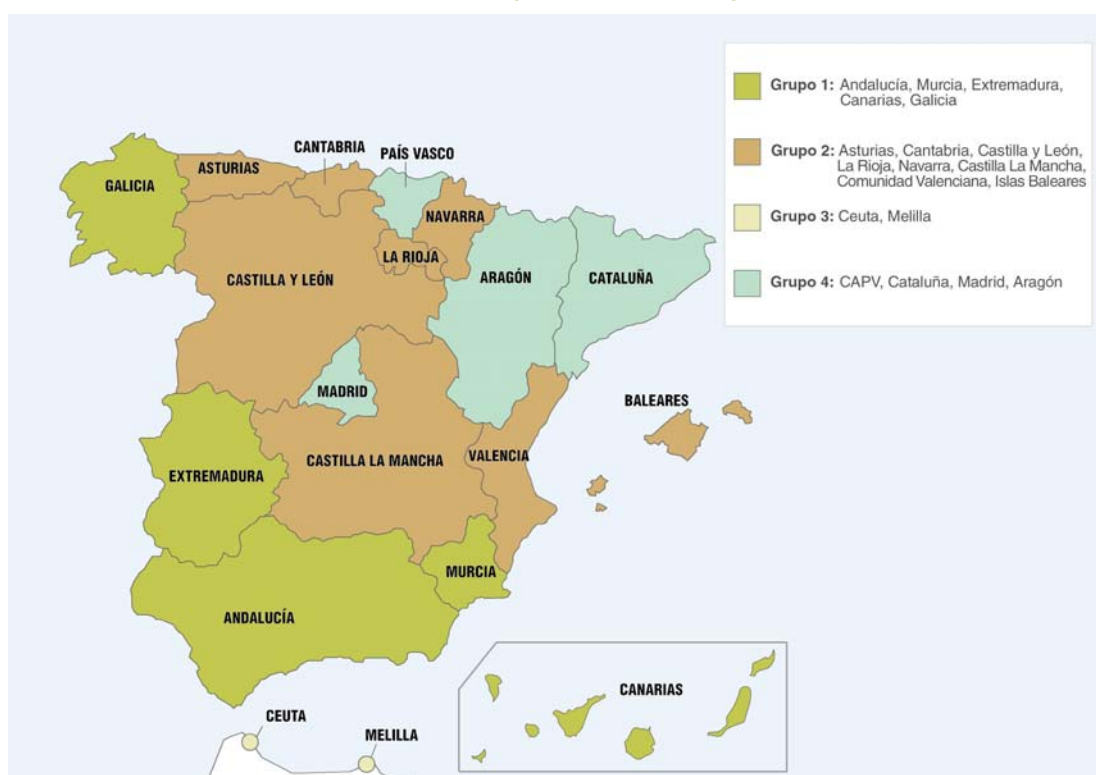 Grupo 1: Andalucía, Murcia, Extremadura,
Canarias, Galicia
Grupo 2: Asturias, Cantabria, Castilla y León,
La Rioja, Navarra, Castilla La Mancha,
Comunidad Valenciana, Islas Baleares
Grupo 3: Ceuta, Melilla
Grupo 4: CAPV, Cataluña, Madrid, Aragón
CANTABRIA
PAÍS VASCO
ASTURIAS
GALICIA
NAVARRA
LA RIOJA
CASTILLA Y LEÓN
ARAGÓN
CATALUÑA
MADRID
BALEARES
CASTILLA LA MANCHA
VALENCIA
EXTREMADURA
MURCIA
ANDALUCÍA
CANARIAS
CEUTA
MELILLA